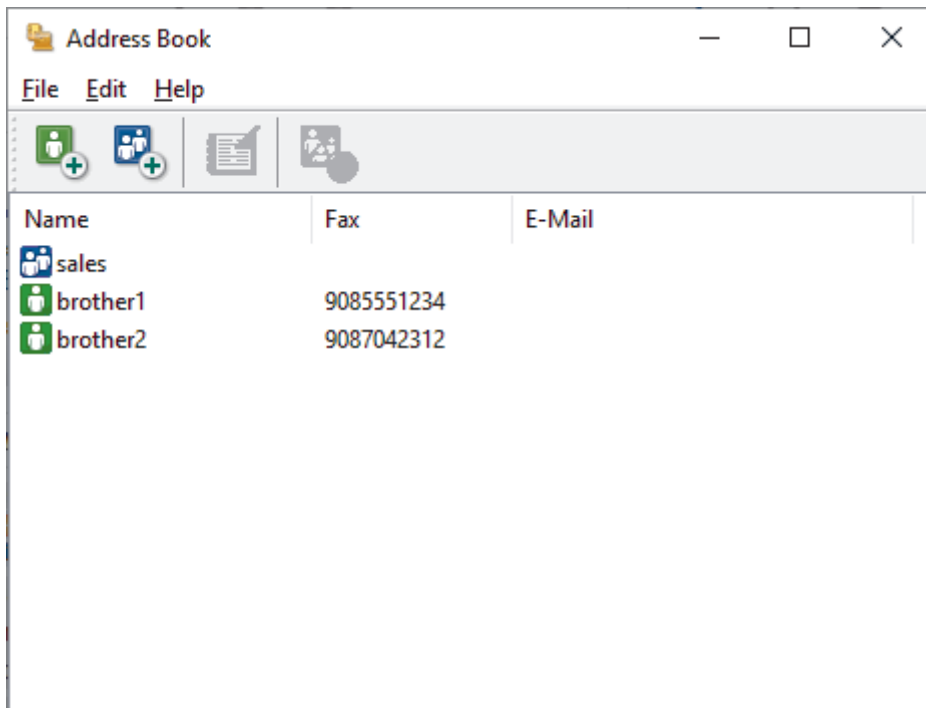 Address Book
File Edit Help
Name Fax E-Mail
sales
brother1 9085551234
brother2 9087042312